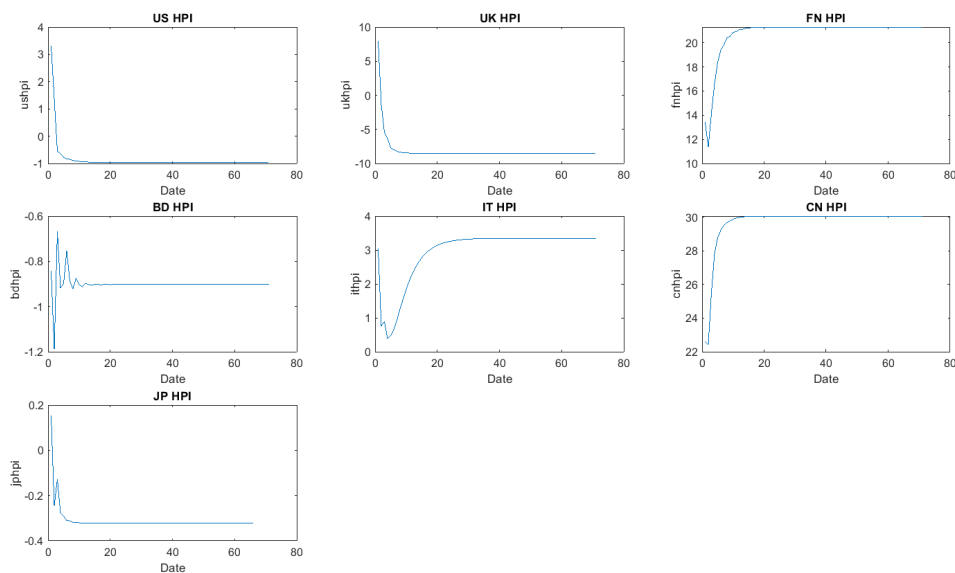 US HPI
4
3
2
1
0
-1
ushpi
0 20 40 60 80
Date
UK HPI
10
5
0
-5
-10
ukhpi
0 20 40 60 80
Date
FN HPI
20
18
16
14
12
10
fnhpi
0 20 40 60 80
Date
BD HPI
-0.6
-0.8
-1
-1.2
bdhpi
0 20 40 60 80
Date
IT HPI
4
3
2
1
0
ithpi
0 20 40 60 80
Date
CN HPI
30
28
26
24
22
cnhpi
0 20 40 60 80
Date
JP HPI
0.2
0
-0.2
-0.4
jphpi
0 20 40 60 80
Date